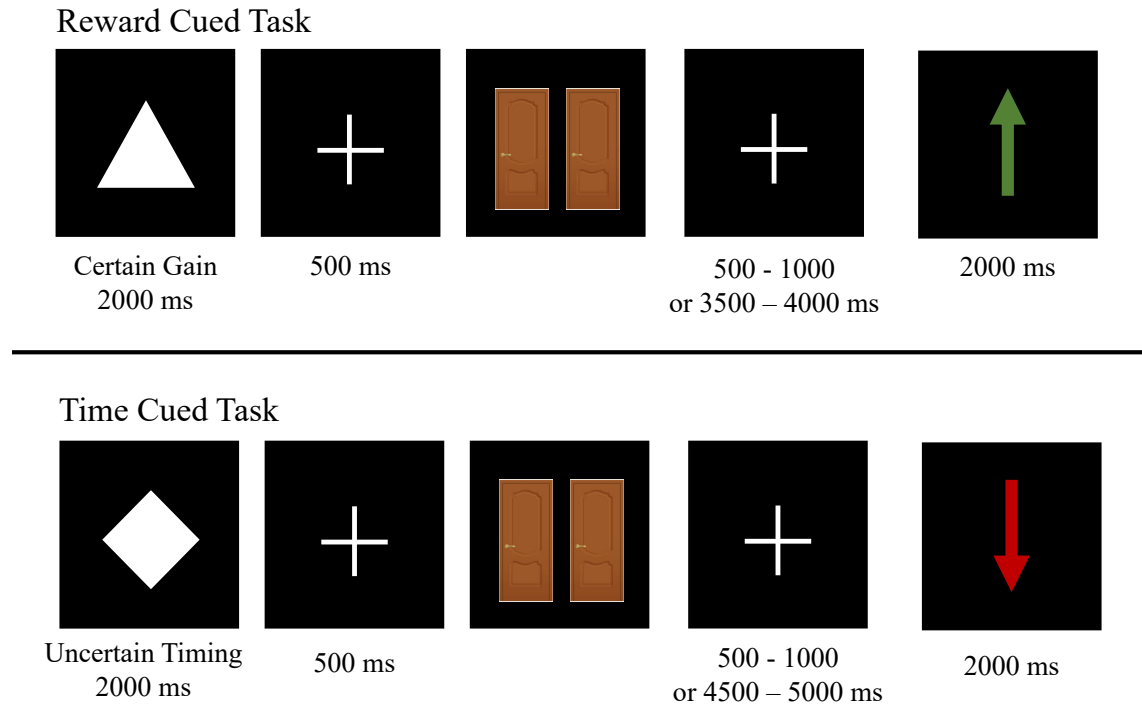 Reward Cued Task
Certain Gain
2000 ms
500 ms
500 - 1000
or 3500 – 4000 ms
2000 ms
Time Cued Task
Uncertain Timing
2000 ms
500 ms
500 - 1000
or 4500 – 5000 ms
2000 ms